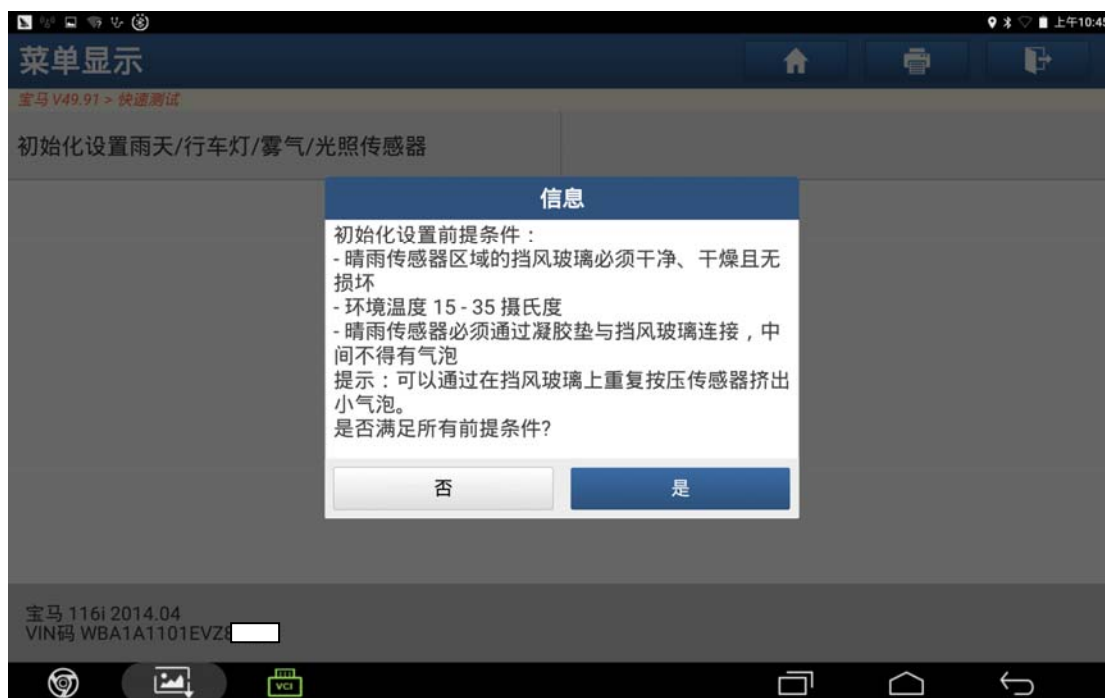 上午10:45
菜单显示
宝马 V49.91 > 快速测试
初始化设置雨天/行车灯/雾气/光照传感器
信息
初始化设置前提条件：
- 晴雨传感器区域的挡风玻璃必须干净、干燥且无
损坏
- 环境温度 15 - 35 摄氏度
- 晴雨传感器必须通过凝胶垫与挡风玻璃连接，中
间不得有气泡
提示：可以通过在挡风玻璃上重复按压传感器挤出
小气泡。
是否满足所有前提条件?
否
是
宝马 116i 2014.04
VIN码 WBA1A1101EVZ
VCI